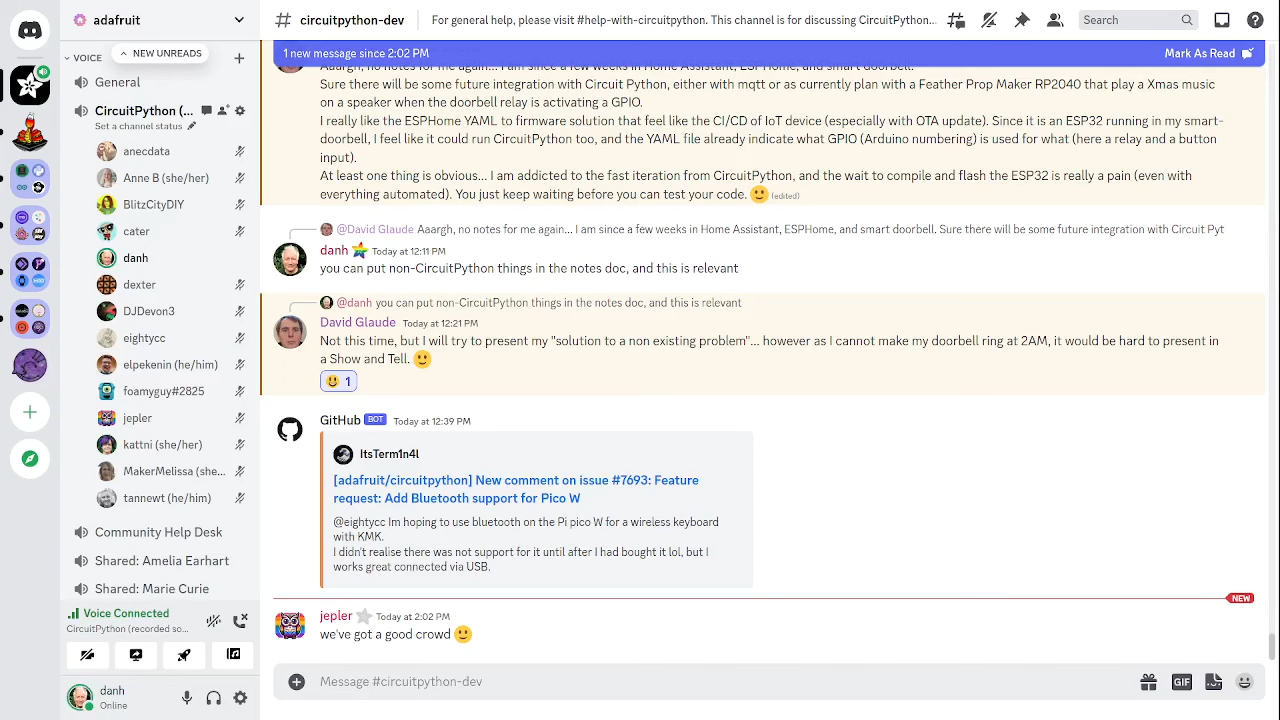 adafruit
NEW UNREADS
VOICE
General
CircuitPython (...
Set a channel status
anecdata
Anne B (she/her)
BlitzCityDIY
cater
danh
dexter
DJDevon3
eightycc
elpekenin (he/him)
foamyguy#2825
jepler
kattni (she/her)
MakerMelissa (she...
tannewt (he/him)
Community Help Desk
Shared: Amelia Earhart
Shared: Marie Curie
Voice Connected
CircuitPython (recorded so...
danh
Online
circuitpython-dev
For general help, please visit #help-with-circuitpython. This channel is for discussing CircuitPython...
Search
1 new message since 2:02 PM
Mark As Read
Aaargh, no notes for me again... I am since a few weeks in Home Assistant, ESPHome, and smart doorbell.
Sure there will be some future integration with Circuit Python, either with mqtt or as currently plan with a Feather Prop Maker RP2040 that play a Xmas music
on a speaker when the doorbell relay is activating a GPIO.
I really like the ESPHome YAML to firmware solution that feel like the CI/CD of IoT device (especially with OTA update). Since it is an ESP32 running in my smart-
doorbell, I feel like it could run CircuitPython too, and the YAML file already indicate what GPIO (Arduino numbering) is used for what (here a relay and a button
input).
At least one thing is obvious... I am addicted to the fast iteration from CircuitPython, and the wait to compile and flash the ESP32 is really a pain (even with
everything automated). You just keep waiting before you can test your code. 🙂 (edited)
@David Glaude Aaargh, no notes for me again... I am since a few weeks in Home Assistant, ESPHome, and smart doorbell. Sure there will be some future integration with Circuit Pyt
danh Today at 12:11 PM
you can put non-CircuitPython things in the notes doc, and this is relevant
@danh you can put non-CircuitPython things in the notes doc, and this is relevant
David Glaude Today at 12:21 PM
Not this time, but I will try to present my "solution to a non existing problem"... however as I cannot make my doorbell ring at 2AM, it would be hard to present in
a Show and Tell. 🙂
😃 1
GitHub BOT Today at 12:39 PM
ItsTerm1n4l
[adafruit/circuitpython] New comment on issue #7693: Feature
request: Add Bluetooth support for Pico W
@eightycc Im hoping to use bluetooth on the Pi pico W for a wireless keyboard
with KMK.
I didn't realise there was not support for it until after I had bought it lol, but I
works great connected via USB.
NEW
jepler Today at 2:02 PM
we've got a good crowd 🙂
Message #circuitpython-dev
GIF